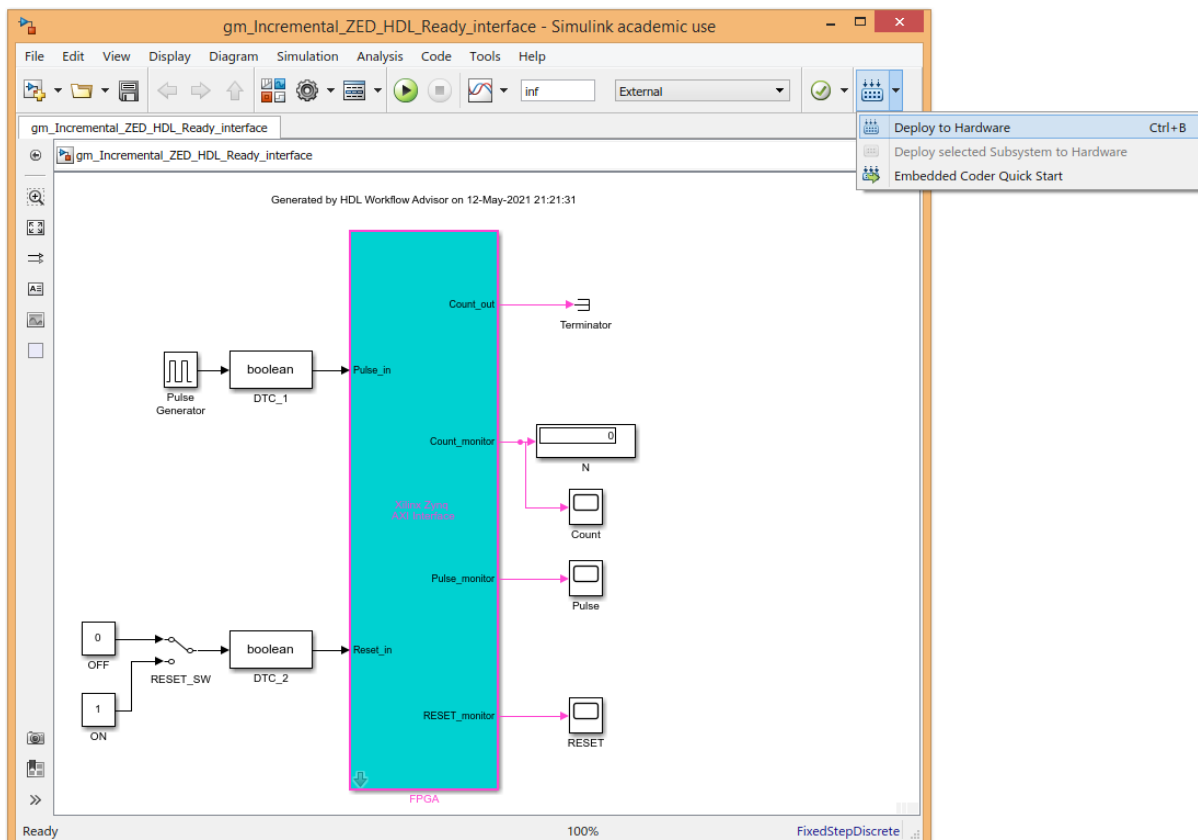 gm_Incremental_ZED_HDL_Ready_interface - Simulink academic use
File Edit View Display Diagram Simulation Analysis Code Tools Help
inf
External
gm_Incremental_ZED_HDL_Ready_interface
Deploy to Hardware Ctrl+B
Deploy selected Subsystem to Hardware
Embedded Coder Quick Start
gm_Incremental_ZED_HDL_Ready_interface
Generated by HDL Workflow Advisor on 12-May-2021 21:21:31
Count_out
Terminator
boolean
Pulse_in
Pulse
Generator
DTC_1
Count_monitor
0
N
Count
Pulse_monitor
Pulse
0
OFF
RESET_SW
boolean
DTC_2
Reset_in
1
ON
RESET_monitor
RESET
FPGA
Ready
100%
FixedStepDiscrete